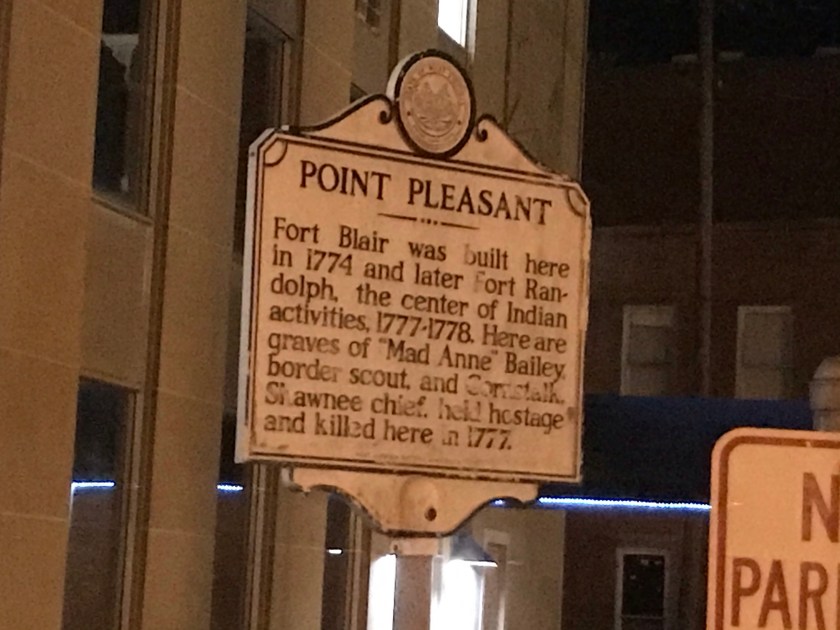 POINT PLEASANT
Fort Blair was built here
in 1774 and later Fort Ran-
dolph, the center of Indian
activities, 1777-1778. Here are
graves of "Mad Anne" Bailey,
border scout, and Cornstalk,
Shawnee chief, held hostage
and killed here in 1777.
N
PAR